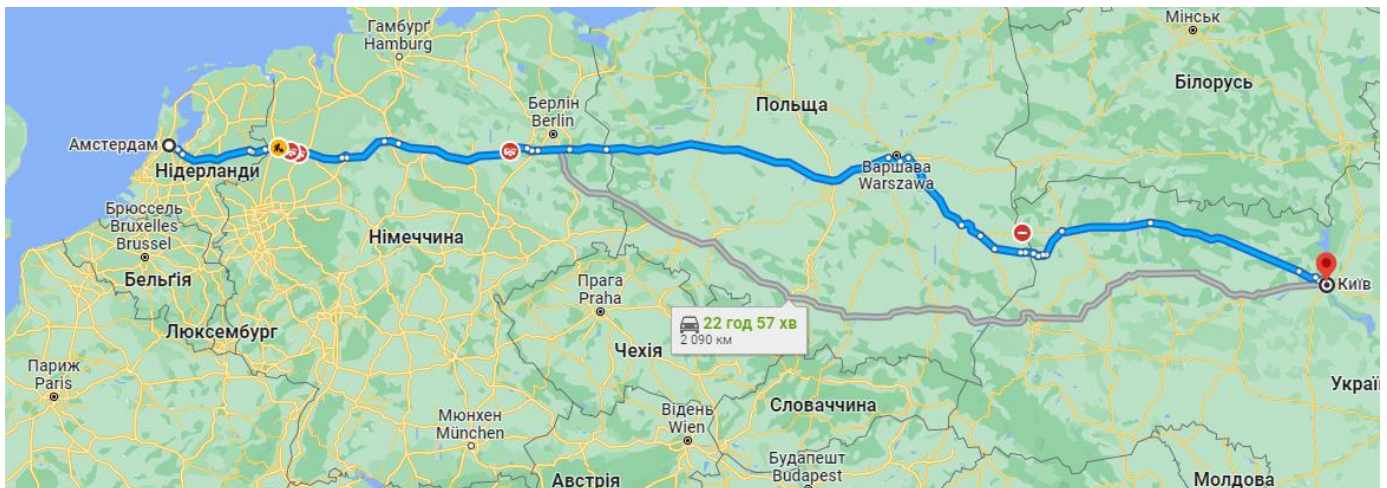 Гамбург
Hamburg
Мінськ
Білорусь
Берлін
Berlin
Польща
Амстердам
Нідерланди
Варшава
Warszawa
Брюссель
Bruxelles
Brussel
Німеччина
Бельгія
Прага
Praha
Київ
22 год 57 хв
2 090 км
Люксембург
Чехія
Париж
Paris
Украї
Мюнхен
München
Відень
Wien
Словаччина
Будапешт
Budapest
Австрія
Молдова